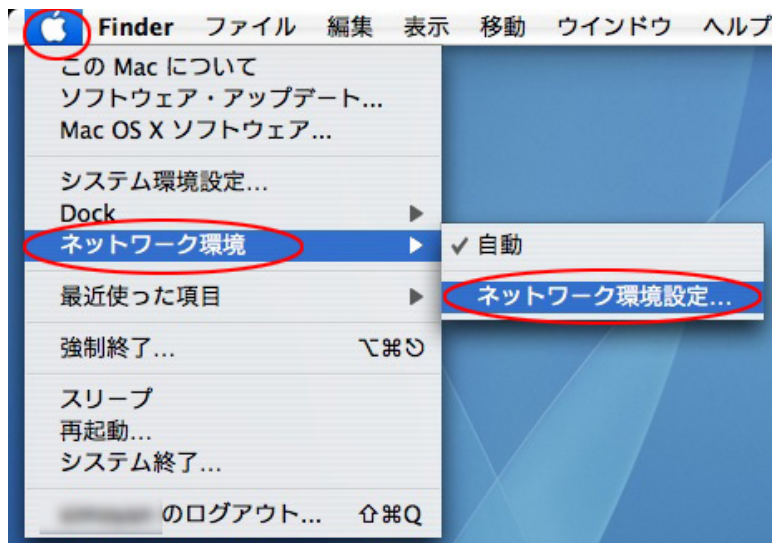 Finder ファイル 編集 表示 移動 ウインドウ ヘルプ
この Mac について
ソフトウェア・アップデート...
Mac OS X ソフトウェア...
システム環境設定...
Dock ▶
ネットワーク環境 ▶
✓ 自動
ネットワーク環境設定...
最近使った項目 ▶
強制終了... ⌥⌘⎋
スリープ
再起動...
システム終了...
のログアウト... ⇧⌘Q